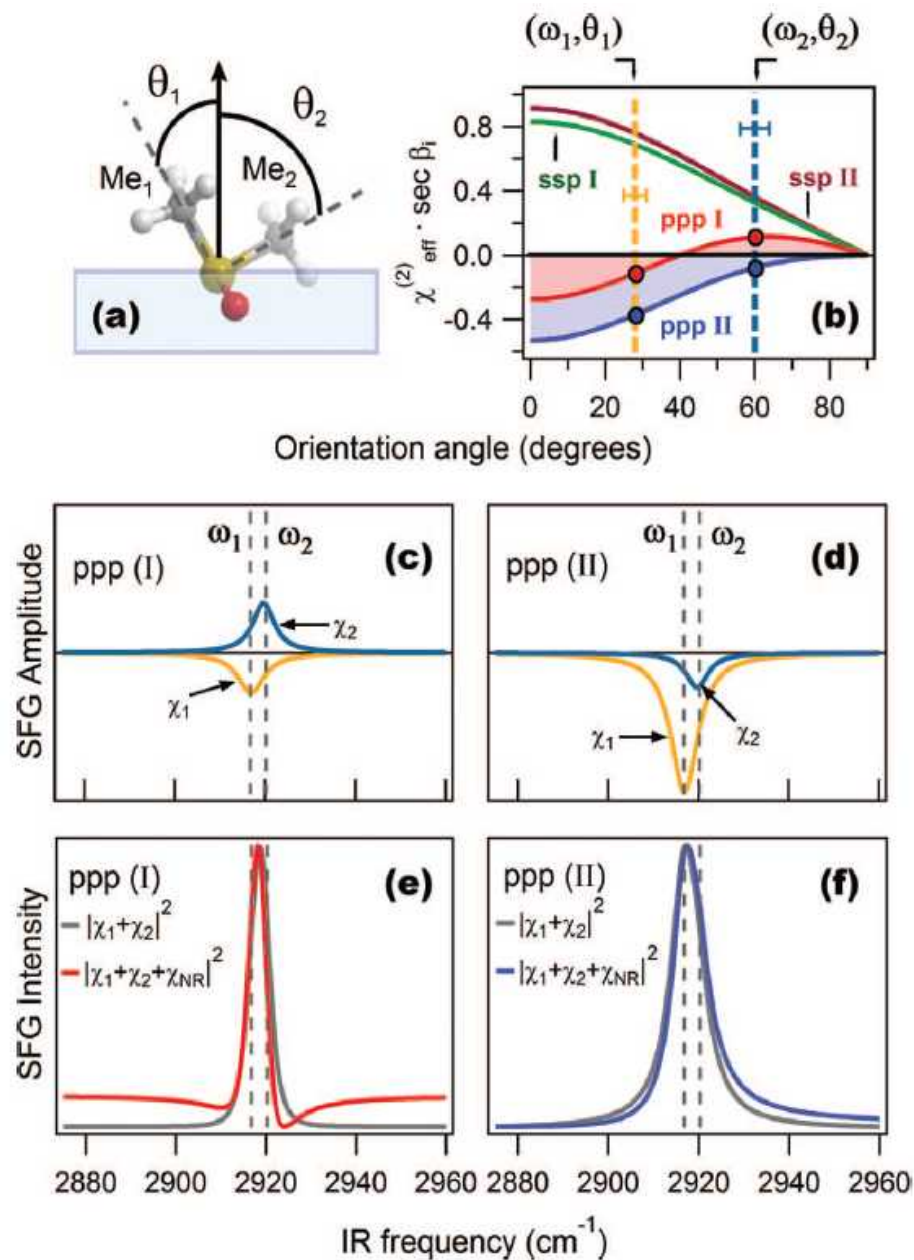 (ω₁,θ₁)
(ω₂,θ₂)
θ₁
θ₂
Me₁
Me₂
(a)
χ⁽²⁾eff · sec βᵢ
0.8
0.4
0.0
-0.4
ssp I
ssp II
ppp I
ppp II
(b)
0 20 40 60 80
Orientation angle (degrees)
SFG Amplitude
ppp (I)
ω₁ ω₂
(c)
χ₂
χ₁
ppp (II)
ω₁ ω₂
(d)
χ₁
χ₂
SFG Intensity
ppp (I)
(e)
|χ₁+χ₂|²
|χ₁+χ₂+χNR|²
ppp (II)
(f)
|χ₁+χ₂|²
|χ₁+χ₂+χNR|²
2880 2900 2920 2940 2960
2880 2900 2920 2940 2960
IR frequency (cm⁻¹)